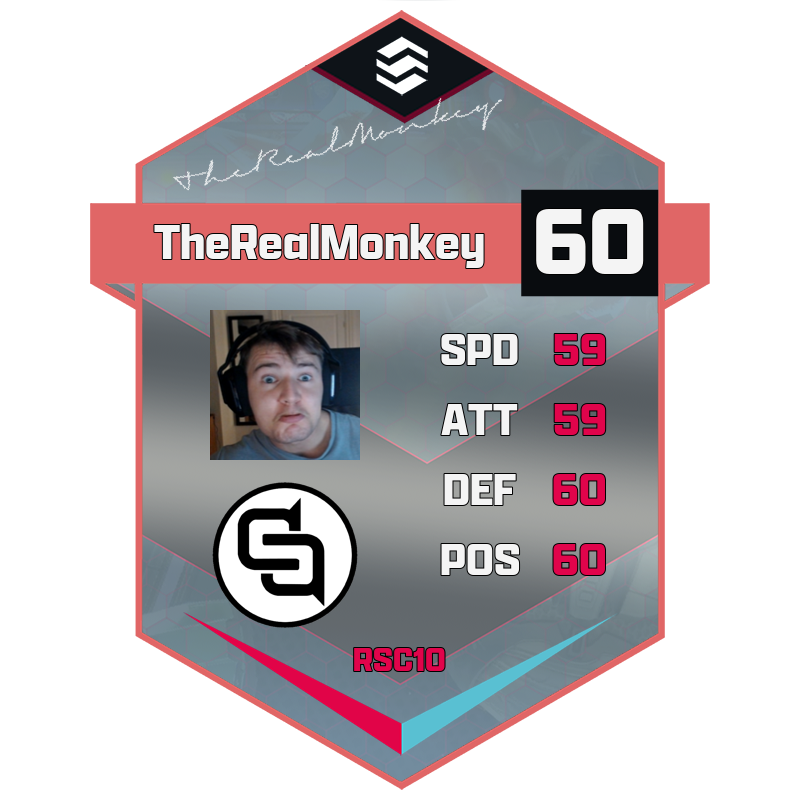 TheRealMonkey
TheRealMonkey 60
SPD 59
ATT 59
DEF 60
POS 60
RSC10